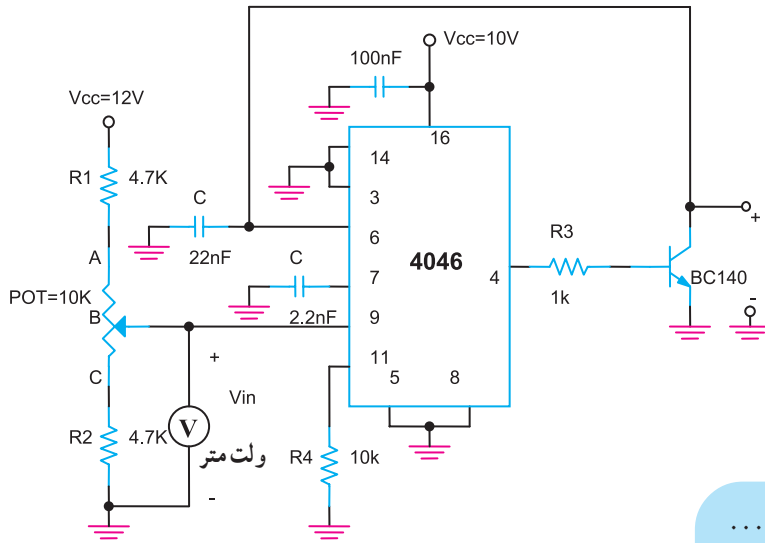 Vcc=10V
100nF
Vcc=12V
16
R1 4.7K
14
3
C
4046
R3
A
22nF
6
C
7
4
BC140
POT=10K
1k
B
2.2nF
9
+
-
C
+
11
Vin
5
8
R2 4.7K
V
ولت متر
R4 10k
-
...